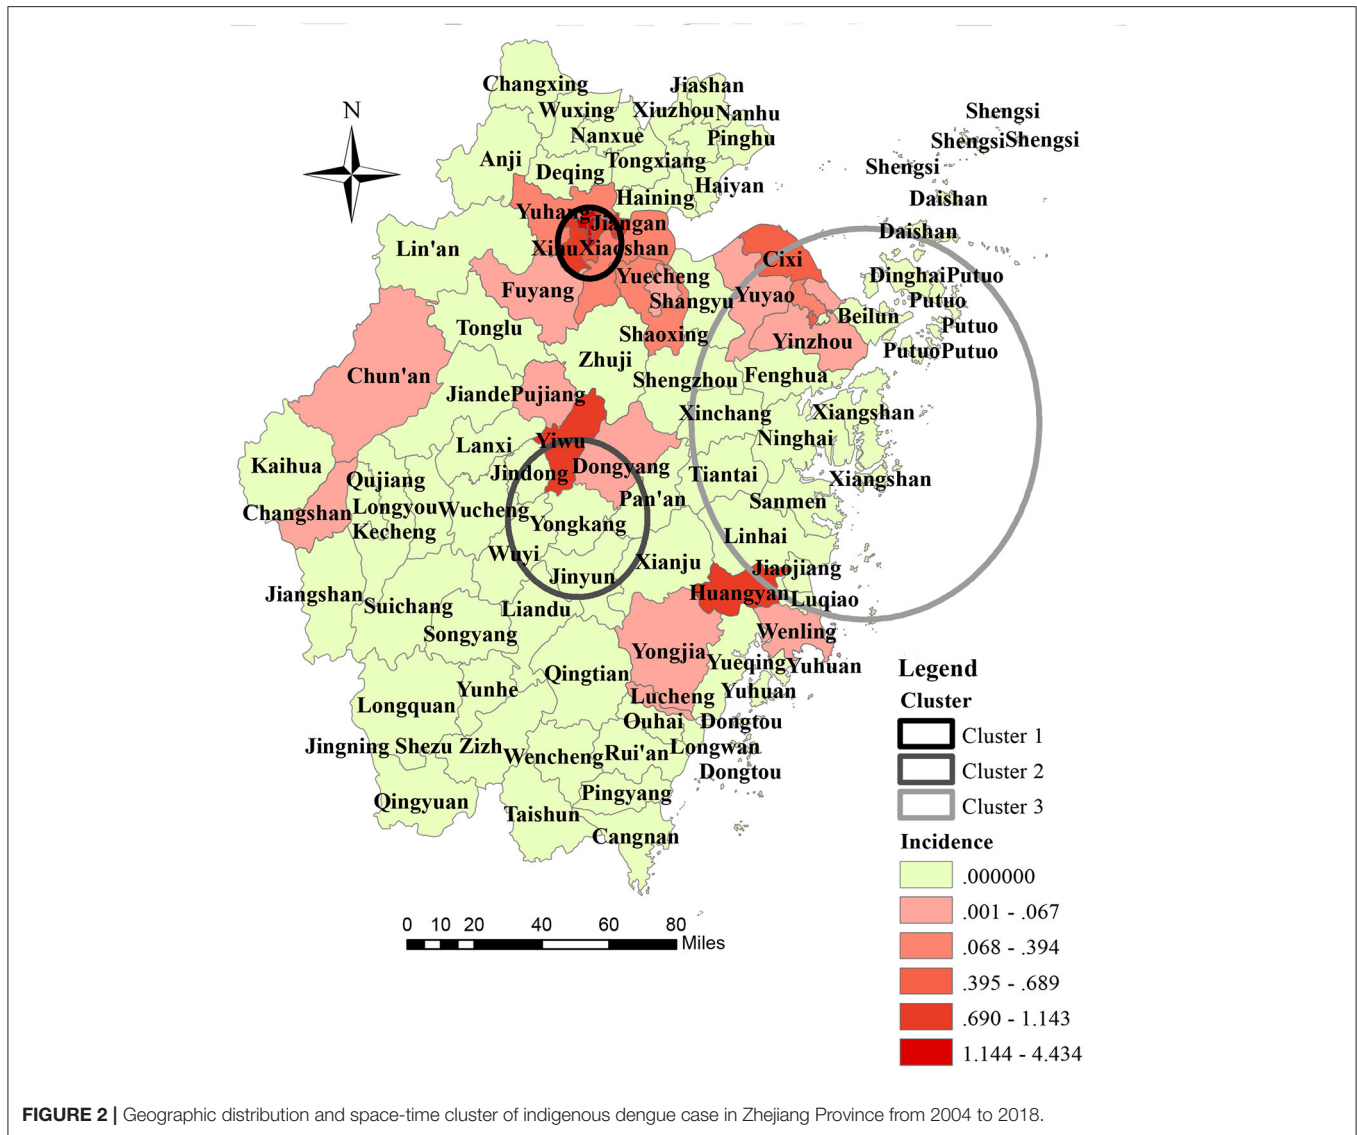 N
Changxing
Jiashan
Wuxing
Xiuzhou
Nanhu
Shengsi
Nanxue
Pinghu
Shengsi
Shengsi
Anji
Tongxiang
Shengsi
Deqing
Haiyan
Haining
Daishan
Yuhang
Jiangan
Daishan
Lin'an
Xihu
Xiaoshan
Cixi
Yuecheng
Dinghai
Putuo
Fuyang
Shangyu
Yuyao
Putuo
Beilun
Tonglu
Shaoxing
Putuo
Yinzhou
Putuo
Putuo
Zhuji
Chun'an
Shengzhou
Fenghua
Jiande
Pujiang
Xinchang
Xiangshan
Lanxi
Yiwu
Ninghai
Kaihua
Jindong
Dongyang
Tiantai
Qujiang
Xiangshan
Changshan
Longyou
Wucheng
Pan'an
Sanmen
Kecheng
Yongkang
Linhai
Wuyi
Xianju
Jiaojiang
Jinyun
Jiangshan
Huangyan
Luqiao
Suichang
Liandu
Songyang
Wenling
Yongjia
Yueqing
Yuhuan
Qingtian
Yunhe
Lucheng
Yuhuan
Longquan
Ouhai
Dongtou
Jingning Shezu Zizh
Wencheng
Rui'an
Longwan
Dongtou
Qingyuan
Pingyang
Taishun
Cangnan
Legend
Cluster
Cluster 1
Cluster 2
Cluster 3
Incidence
.000000
.001 - .067
.068 - .394
.395 - .689
.690 - 1.143
1.144 - 4.434
0 10 20 40 60 80
Miles
FIGURE 2 | Geographic distribution and space-time cluster of indigenous dengue case in Zhejiang Province from 2004 to 2018.